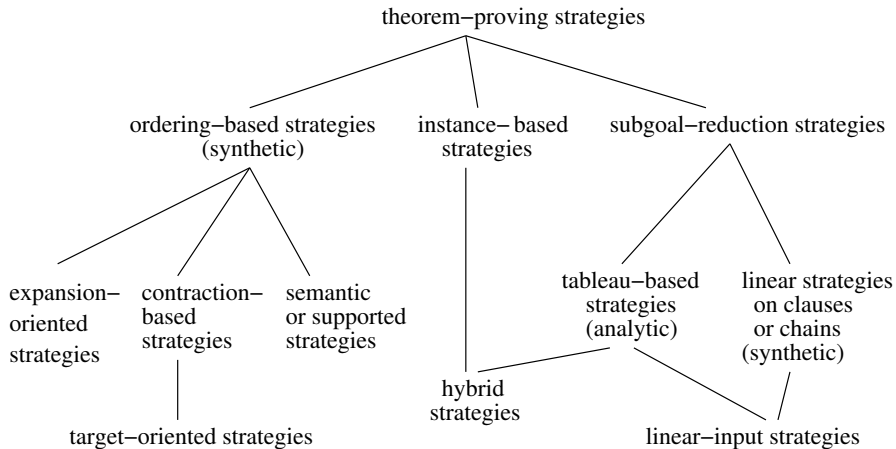 theorem−proving strategies
ordering−based strategies
(synthetic)
instance−based
strategies
subgoal−reduction strategies
expansion−
oriented
strategies
contraction−
based
strategies
semantic
or supported
strategies
tableau−based
strategies
(analytic)
linear strategies
on clauses
or chains
(synthetic)
hybrid
strategies
target−oriented strategies
linear−input strategies